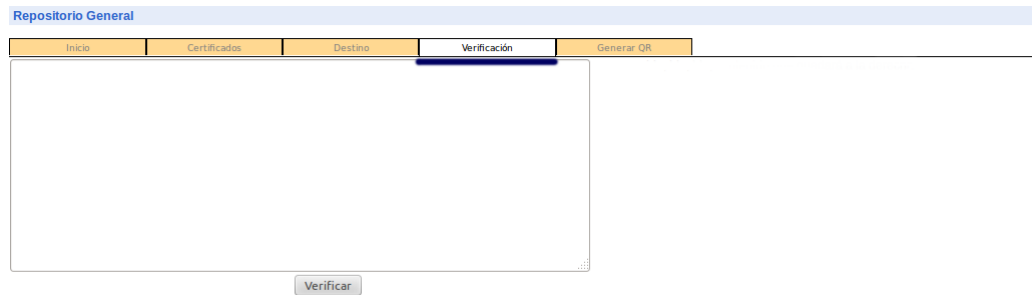 Repositorio General
Inicio Certificados Destino Verificación Generar QR
Verificar